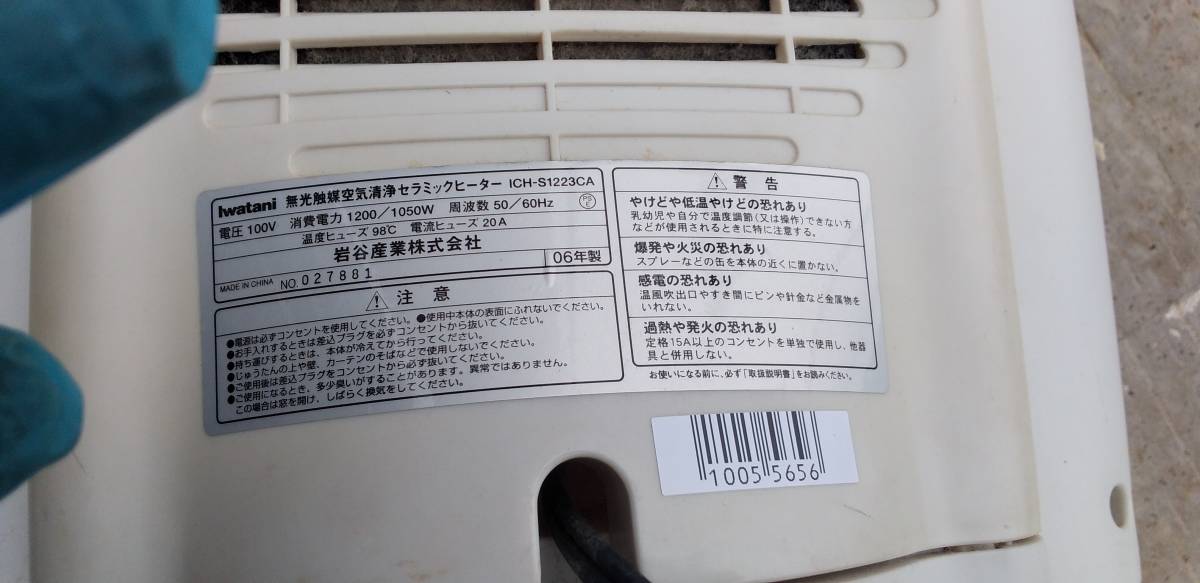 Iwatani 無光触媒空気清浄セラミックヒーター ICH-S1223CA
電圧 100V 消費電力 1200/1050W 周波数 50/60Hz PS E
温度ヒューズ 98℃ 電流ヒューズ 20A
岩谷産業株式会社
MADE IN CHINA NO.027881 06年製
注意
●電源は必ずコンセントを使用してください。●使用中本体の表面にふれないでください。
●お手入れするときは差込プラグを必ずコンセントから抜いてください。
●持ち運びするときは、本体が冷えてから行ってください。
●じゅうたんの上や壁、カーテンのそばなどで使用しないでください。
●ご使用後は差込プラグをコンセントから必ず抜いてください。
●ご使用になるとき、多少臭いがすることがあります。異常ではありません。
この場合は窓を開け、しばらく換気をしてください。
警告
やけどや低温やけどの恐れあり
乳幼児や自分で温度調節(又は操作)できない方
などが使用されるときに特に注意する。
爆発や火災の恐れあり
スプレーなどの缶を本体の近くに置かない。
感電の恐れあり
温風吹出口やすき間にピンや針金など金属物を
いれない。
過熱や発火の恐れあり
定格15A以上のコンセントを単独で使用し、他器
具と併用しない。
お使いになる前に、必ず「取扱説明書」をお読みください。
10055656